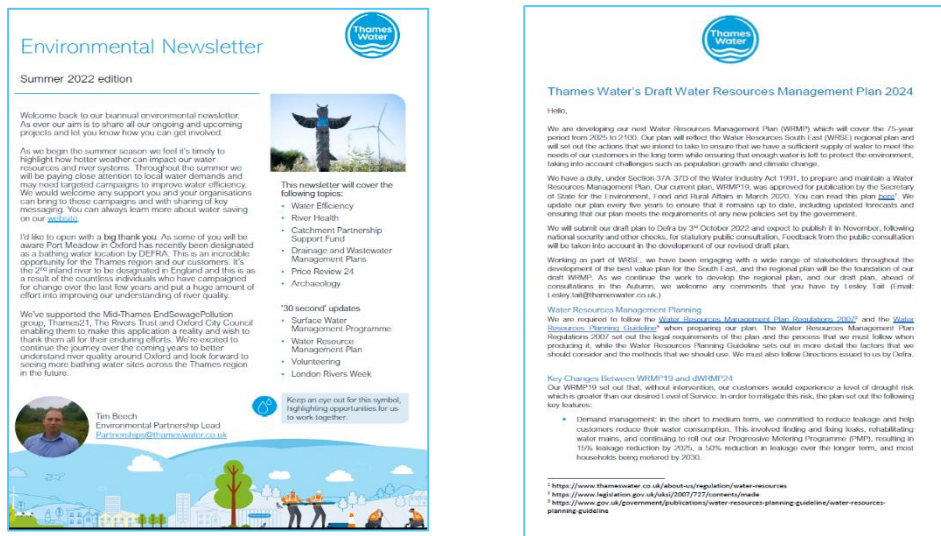 Environmental Newsletter
Thames
Water
Summer 2022 edition
Welcome back to our biannual environmental newsletter.
As ever our aim is to share all our ongoing and upcoming
projects and let you know how you can get involved.
As we begin the summer season we feel it's timely to
highlight how hotter weather can impact our water
resources and river systems. Throughout the summer we
will be paying close attention to local water demands and
may need targeted campaigns to improve water efficiency.
We would welcome any support you and your organisations
can bring to these campaigns and with sharing of key
messaging. You can always learn more about water saving
on our website.
I'd like to open with a big thank you. As some of you will be
aware Port Meadow in Oxford has recently been designated
as a bathing water location by DEFRA. This is an incredible
opportunity for the Thames region and our customers. It's
the 2nd inland river to be designated in England and this is as
a result of the countless individuals who have campaigned
for change over the last few years and put a huge amount of
effort into improving our understanding of river quality.
We've supported the Mid-Thames EndSewagePollution
group, Thames21, The Rivers Trust and Oxford City Council
enabling them to make this application a reality and wish to
thank them all for their enduring efforts. We're excited to
continue the journey over the coming years to better
understand river quality around Oxford and look forward to
seeing more bathing water sites across the Thames region
in the future.
Tim Beech
Environmental Partnership Lead
Partnerships@thameswater.co.uk
This newsletter will cover the
following topics:
• Water Efficiency
• River Health
• Catchment Partnership
Support Fund
• Drainage and Wastewater
Management Plans
• Price Review 24
• Archaeology
'30 second' updates
• Surface Water
Management Programme
• Water Resource
Management Plan
• Volunteering
• London Rivers Week
Keep an eye out for this symbol,
highlighting opportunities for us
to work together.
Thames
Water
Thames Water's Draft Water Resources Management Plan 2024
Hello,
We are developing our next Water Resources Management Plan (WRMP) which will cover the 75-year
period from 2025 to 2100. Our plan will reflect the Water Resources South East (WRSE) regional plan and
will set out the actions that we intend to take to ensure that we have a sufficient supply of water to meet the
needs of our customers in the long term while ensuring that enough water is left to protect the environment,
taking into account challenges such as population growth and climate change.
We have a duty, under Section 37A-37D of the Water Industry Act 1991, to prepare and maintain a Water
Resources Management Plan. Our current plan, WRMP19, was approved for publication by the Secretary
of State for the Environment, Food and Rural Affairs in March 2020. You can read this plan here¹. We
update our plan every five years to ensure that it remains up to date, including updated forecasts and
ensuring that our plan meets the requirements of any new policies set by the government.
We will submit our draft plan to Defra by 3rd October 2022 and expect to publish it in November, following
national security and other checks, for statutory public consultation. Feedback from the public consultation
will be taken into account in the development of our revised draft plan.
Working as part of WRSE, we have been engaging with a wide range of stakeholders throughout the
development of the best value plan for the South East, and the regional plan will be the foundation of our
draft WRMP. As we continue the work to develop the regional plan, and our draft plan, ahead of
consultations in the Autumn, we welcome any comments that you have by Lesley Tait (Email:
Lesley.tait@thameswater.co.uk.)
Water Resources Management Planning
We are required to follow the Water Resources Management Plan Regulations 2007² and the Water
Resources Planning Guideline³ when preparing our plan. The Water Resources Management Plan
Regulations 2007 set out the legal requirements of the plan and the process that we must follow when
producing it, while the Water Resources Planning Guideline sets out in more detail the factors that we
should consider and the methods that we should use. We must also follow Directions issued to us by Defra.
Key Changes Between WRMP19 and dWRMP24
Our WRMP19 set out that, without intervention, our customers would experience a level of drought risk
which is greater than our desired Level of Service. In order to mitigate this risk, the plan set out the following
key features:
• Demand management: in the short to medium term, we committed to reduce leakage and help
customers reduce their water consumption. This involved finding and fixing leaks, rehabilitating
water mains, and continuing to roll out our Progressive Metering Programme (PMP), resulting in
15% leakage reduction by 2025, a 50% reduction in leakage over the longer term, and most
households being metered by 2030.
¹ https://www.thameswater.co.uk/about-us/regulation/water-resources
² https://www.legislation.gov.uk/uksi/2007/727/contents/made
³ https://www.gov.uk/government/publications/water-resources-planning-guideline/water-resources-
planning-guideline